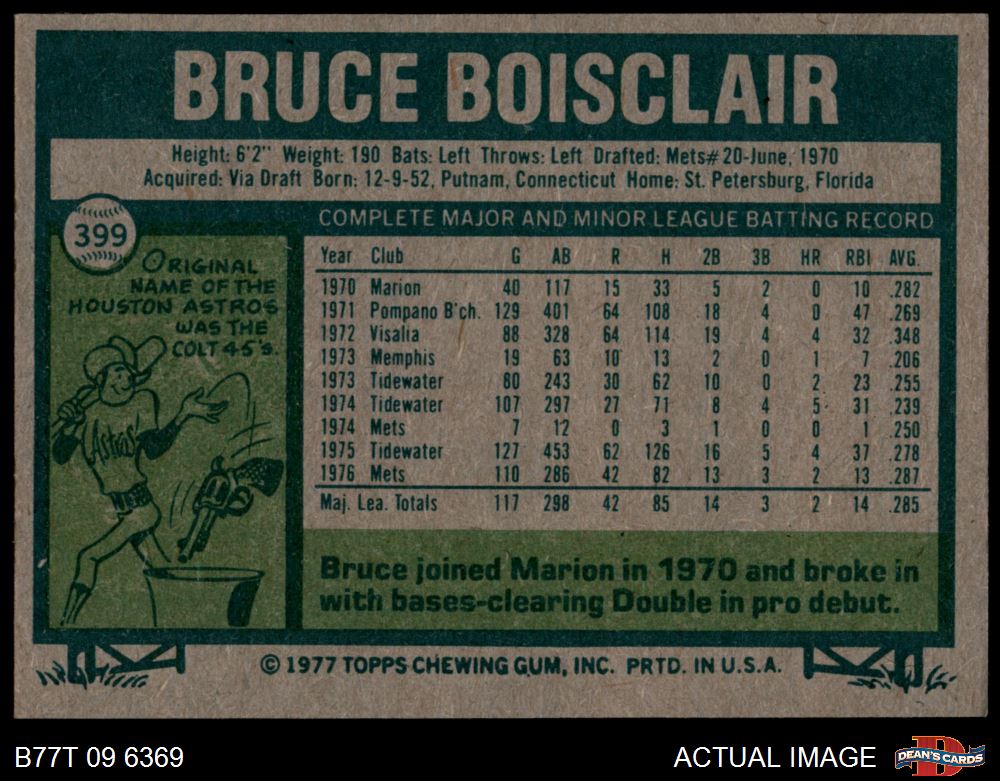 BRUCE BOISCLAIR
Height: 6'2" Weight: 190 Bats: Left Throws: Left Drafted: Mets#20-June, 1970
Acquired: Via Draft Born: 12-9-52, Putnam, Connecticut Home: St. Petersburg, Florida
399
ORIGINAL
NAME OF THE
HOUSTON ASTROS
WAS THE
COLT 45's.
Astros
COMPLETE MAJOR AND MINOR LEAGUE BATTING RECORD
Year Club G AB R H 2B 3B HR RBI AVG.
1970 Marion 40 117 15 33 5 2 0 10 .282
1971 Pompano B'ch. 129 401 64 108 18 4 0 47 .269
1972 Visalia 88 328 64 114 19 4 4 32 .348
1973 Memphis 19 63 10 13 2 0 1 7 .206
1973 Tidewater 80 243 30 62 10 0 2 23 .255
1974 Tidewater 107 297 27 71 8 4 5 31 .239
1974 Mets 7 12 0 3 1 0 0 1 .250
1975 Tidewater 127 453 62 126 16 5 4 37 .278
1976 Mets 110 286 42 82 13 3 2 13 .287
Maj. Lea. Totals 117 298 42 85 14 3 2 14 .285
Bruce joined Marion in 1970 and broke in
with bases-clearing Double in pro debut.
© 1977 TOPPS CHEWING GUM, INC. PRTD. IN U.S.A.
B77T 09 6369
ACTUAL IMAGE
D
DEAN'S CARDS